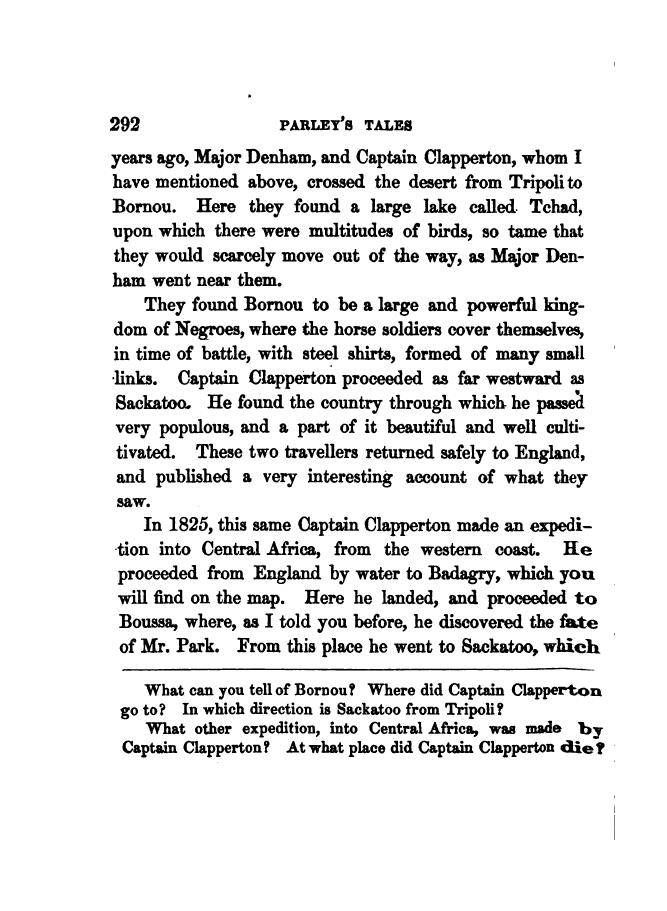 292 PARLEY'S TALES
years ago, Major Denham, and Captain Clapperton, whom I
have mentioned above, crossed the desert from Tripoli to
Bornou. Here they found a large lake called Tchad,
upon which there were multitudes of birds, so tame that
they would scarcely move out of the way, as Major Den-
ham went near them.
They found Bornou to be a large and powerful king-
dom of Negroes, where the horse soldiers cover themselves,
in time of battle, with steel shirts, formed of many small
links. Captain Clapperton proceeded as far westward as
Sackatoo. He found the country through which he passed
very populous, and a part of it beautiful and well culti-
tivated. These two travellers returned safely to England,
and published a very interesting account of what they
saw.
In 1825, this same Captain Clapperton made an expedi-
tion into Central Africa, from the western coast. He
proceeded from England by water to Badagry, which you
will find on the map. Here he landed, and proceeded to
Boussa, where, as I told you before, he discovered the fate
of Mr. Park. From this place he went to Sackatoo, which
What can you tell of Bornou? Where did Captain Clapperton
go to? In which direction is Sackatoo from Tripoli?
What other expedition, into Central Africa, was made by
Captain Clapperton? At what place did Captain Clapperton die?